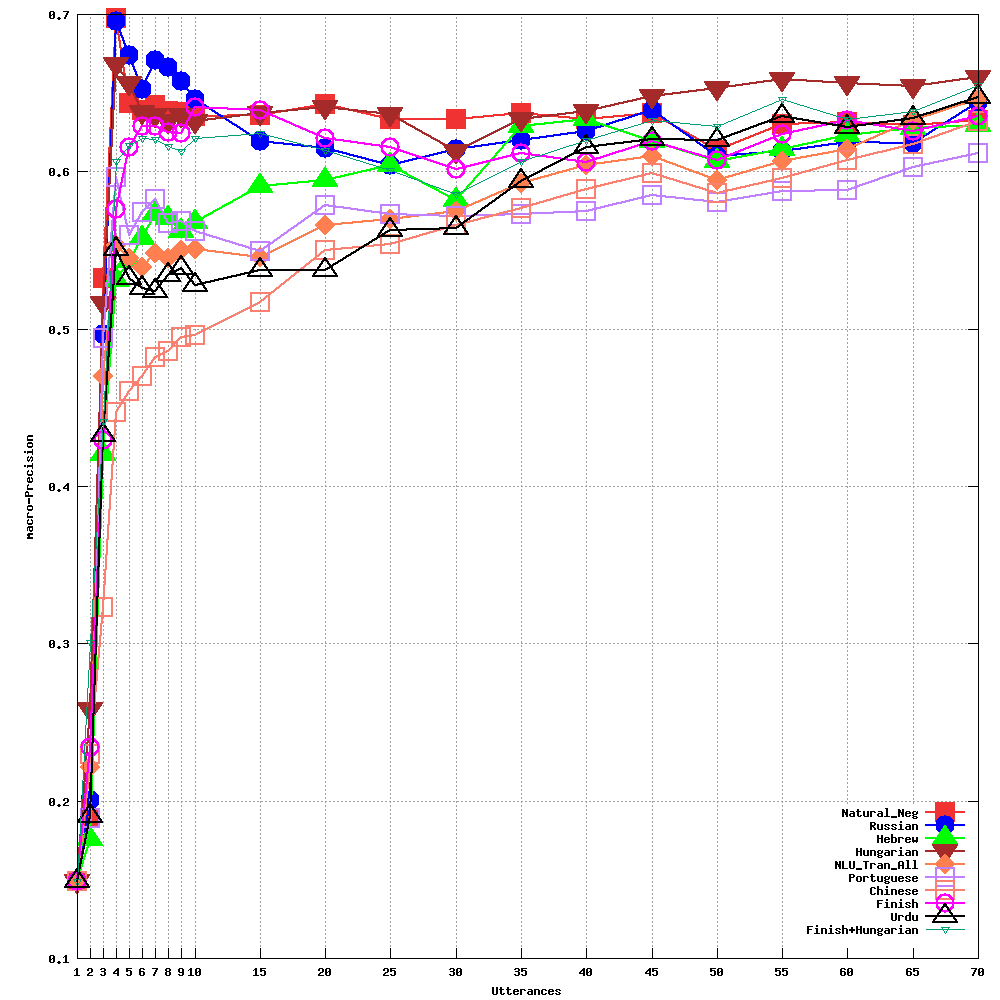 0.7
0.6
0.5
0.4
0.3
0.2
0.1
Macro-Precision
1 2 3 4 5 6 7 8 9 10 15 20 25 30 35 40 45 50 55 60 65 70
Utterances
Natural_Neg
Russian
Hebrew
Hungarian
NLU_Tran_All
Portuguese
Chinese
Finish
Urdu
Finish+Hungarian